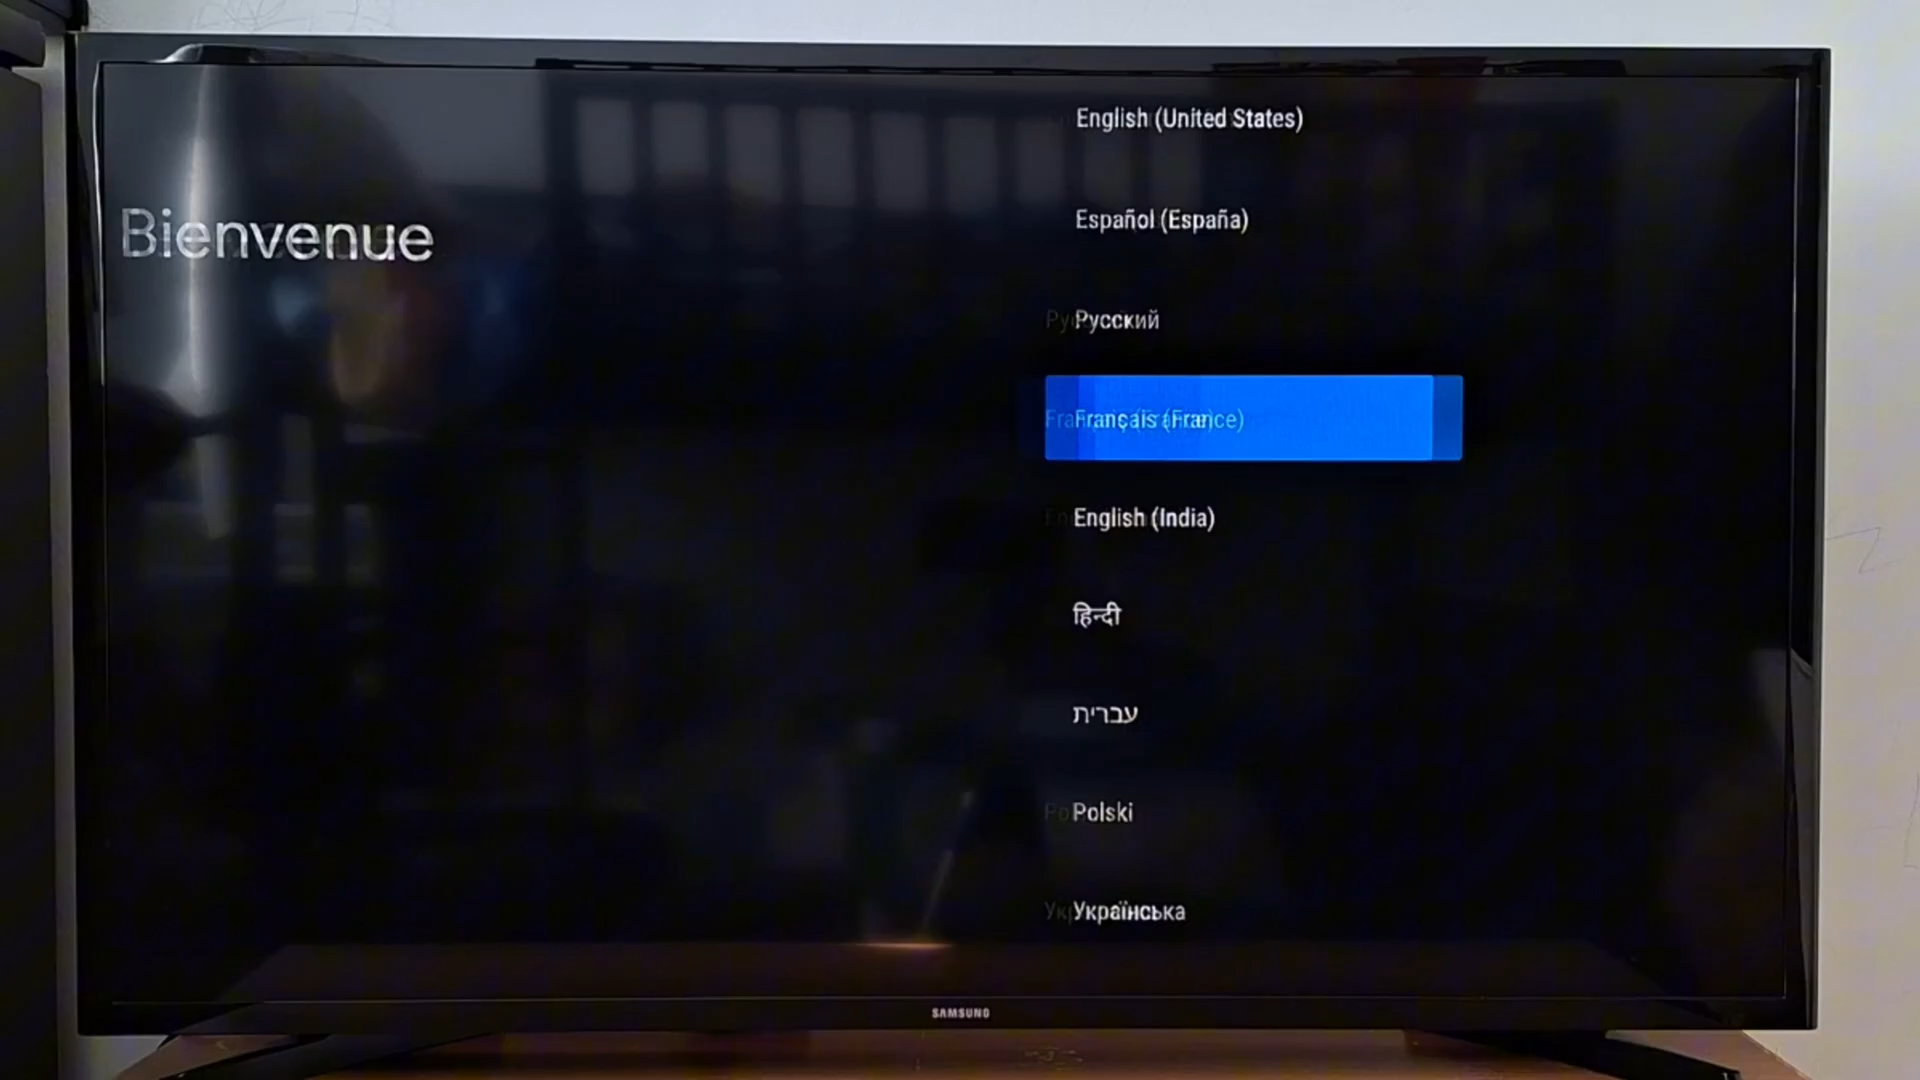 Bienvenue
English (United States)
Español (España)
Русский
Français (France)
English (India)
हिन्दी
עברית
Polski
Українська
SAMSUNG